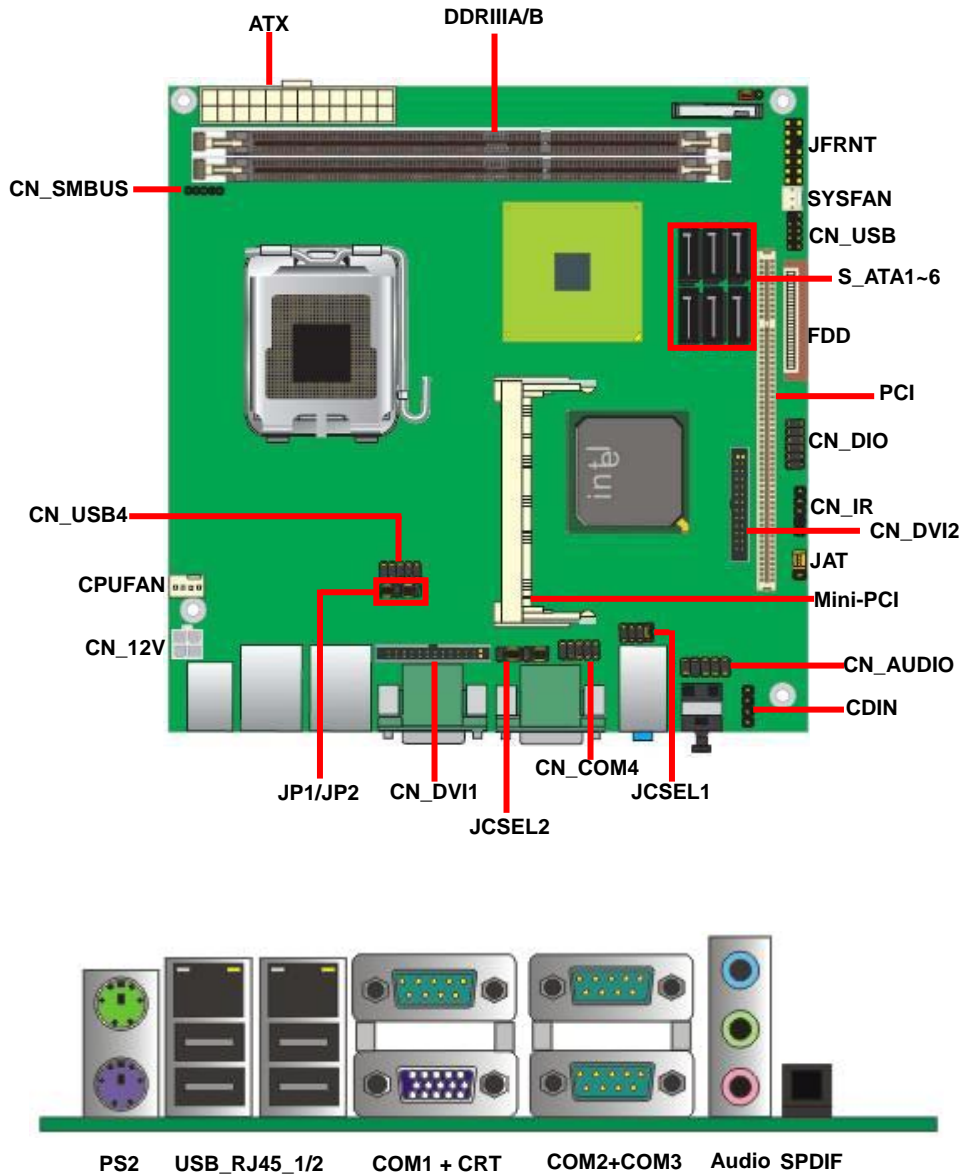 ATX
DDRIIIA/B
JFRNT
CN_SMBUS
SYSFAN
CN_USB
S_ATA1~6
FDD
PCI
CN_DIO
intel
CN_IR
CN_USB4
CN_DVI2
JAT
CPUFAN
Mini-PCI
CN_12V
CN_AUDIO
CDIN
CN_COM4
JP1/JP2
CN_DVI1
JCSEL1
JCSEL2
PS2 USB_RJ45_1/2 COM1 + CRT COM2+COM3 Audio SPDIF